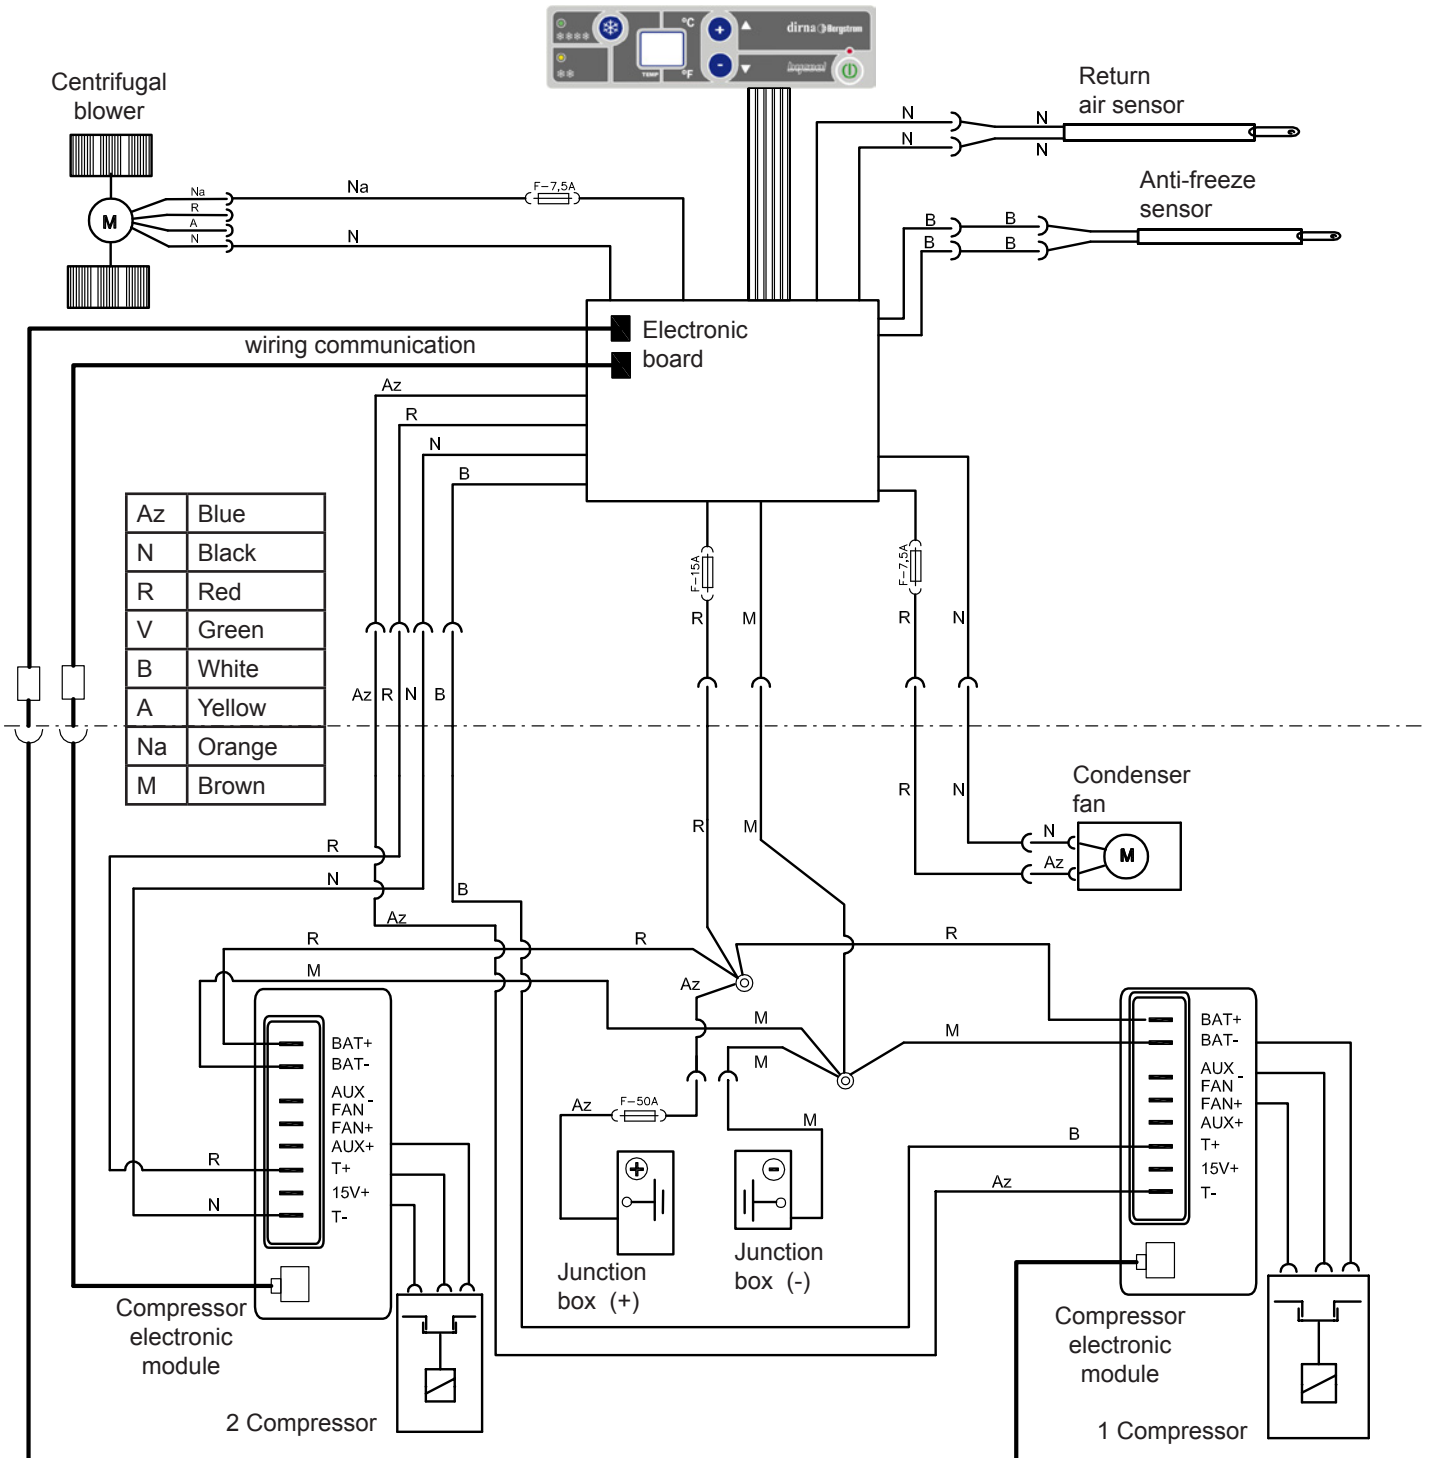 °C
dirna Bergstrom
TEMP
°F
Centrifugal
blower
Return
air sensor
N
N
N
N
Anti-freeze
sensor
B
B
B
B
Na
R
A
N
M
Na
F-7,5A
N
Electronic
board
wiring communication
Az
R
N
B
Az Blue
N Black
R Red
V Green
B White
A Yellow
Na Orange
M Brown
F-15A
F-7,5A
R
M
R
N
Az
R
N
B
R
N
Condenser
fan
N
Az
M
R
M
R
N
B
Az
R
R
R
M
Az
M
M
M
BAT+
BAT-
AUX
FAN -
FAN+
AUX+
T+
15V+
T-
R
N
Az
F-50A
M
+
-
Junction
box (+)
Junction
box (-)
B
Az
BAT+
BAT-
AUX
FAN -
FAN+
AUX+
T+
15V+
T-
Compressor
electronic
module
2 Compressor
Compressor
electronic
module
1 Compressor